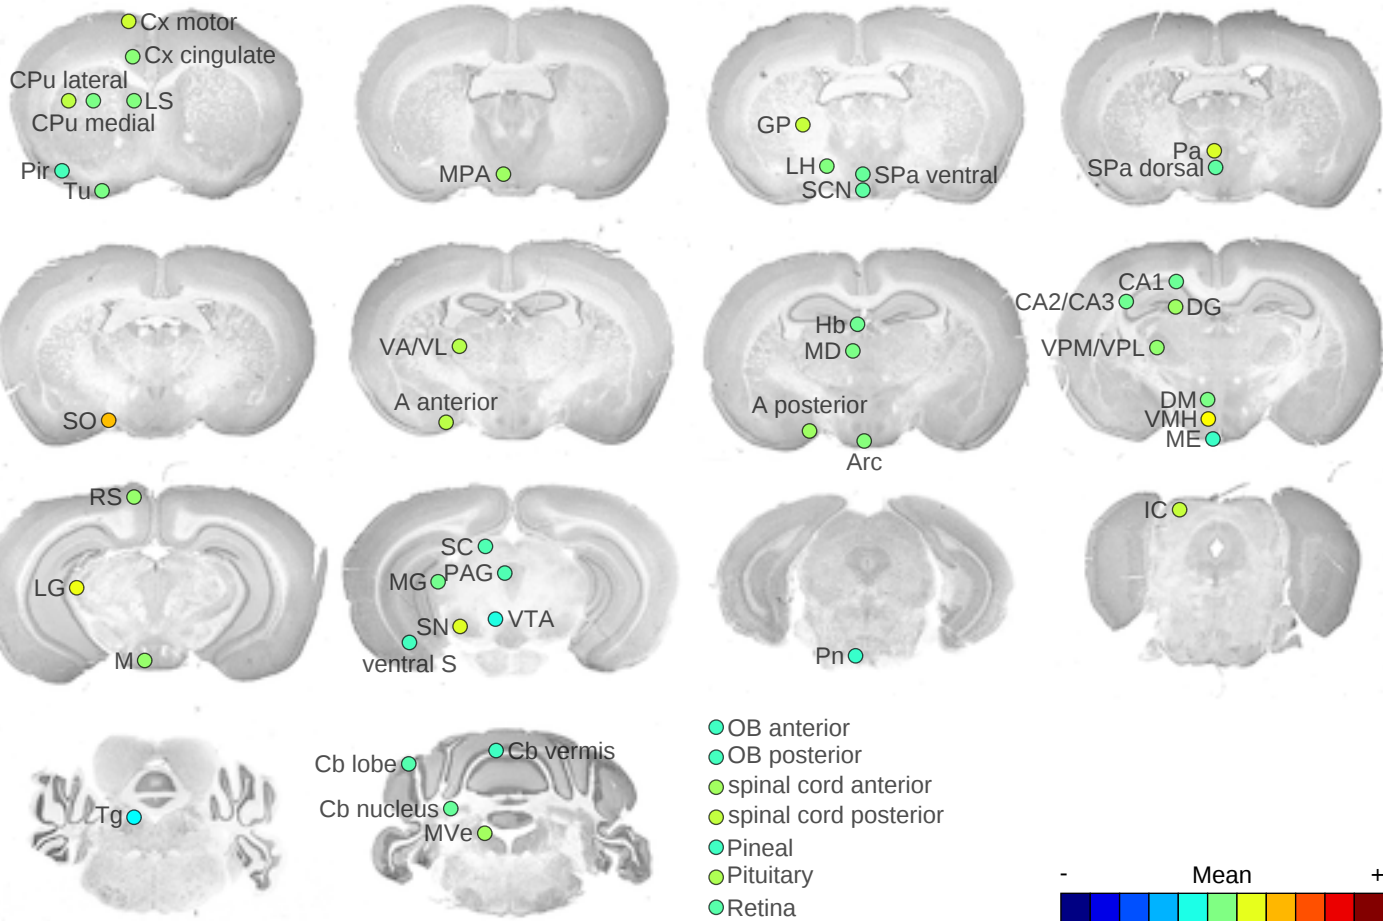 Cx motor
Cx cingulate
CPu lateral
LS
CPu medial
Pir
Tu
MPA
GP
LH
SPa ventral
SCN
Pa
SPa dorsal
SO
VA/VL
A anterior
Hb
MD
A posterior
Arc
CA1
CA2/CA3
DG
VPM/VPL
DM
VMH
ME
RS
LG
M
SC
PAG
MG
VTA
SN
ventral S
Pn
IC
Tg
Cb vermis
Cb lobe
Cb nucleus
MVe
OB anterior
OB posterior
spinal cord anterior
spinal cord posterior
Pineal
Pituitary
Retina
- Mean +